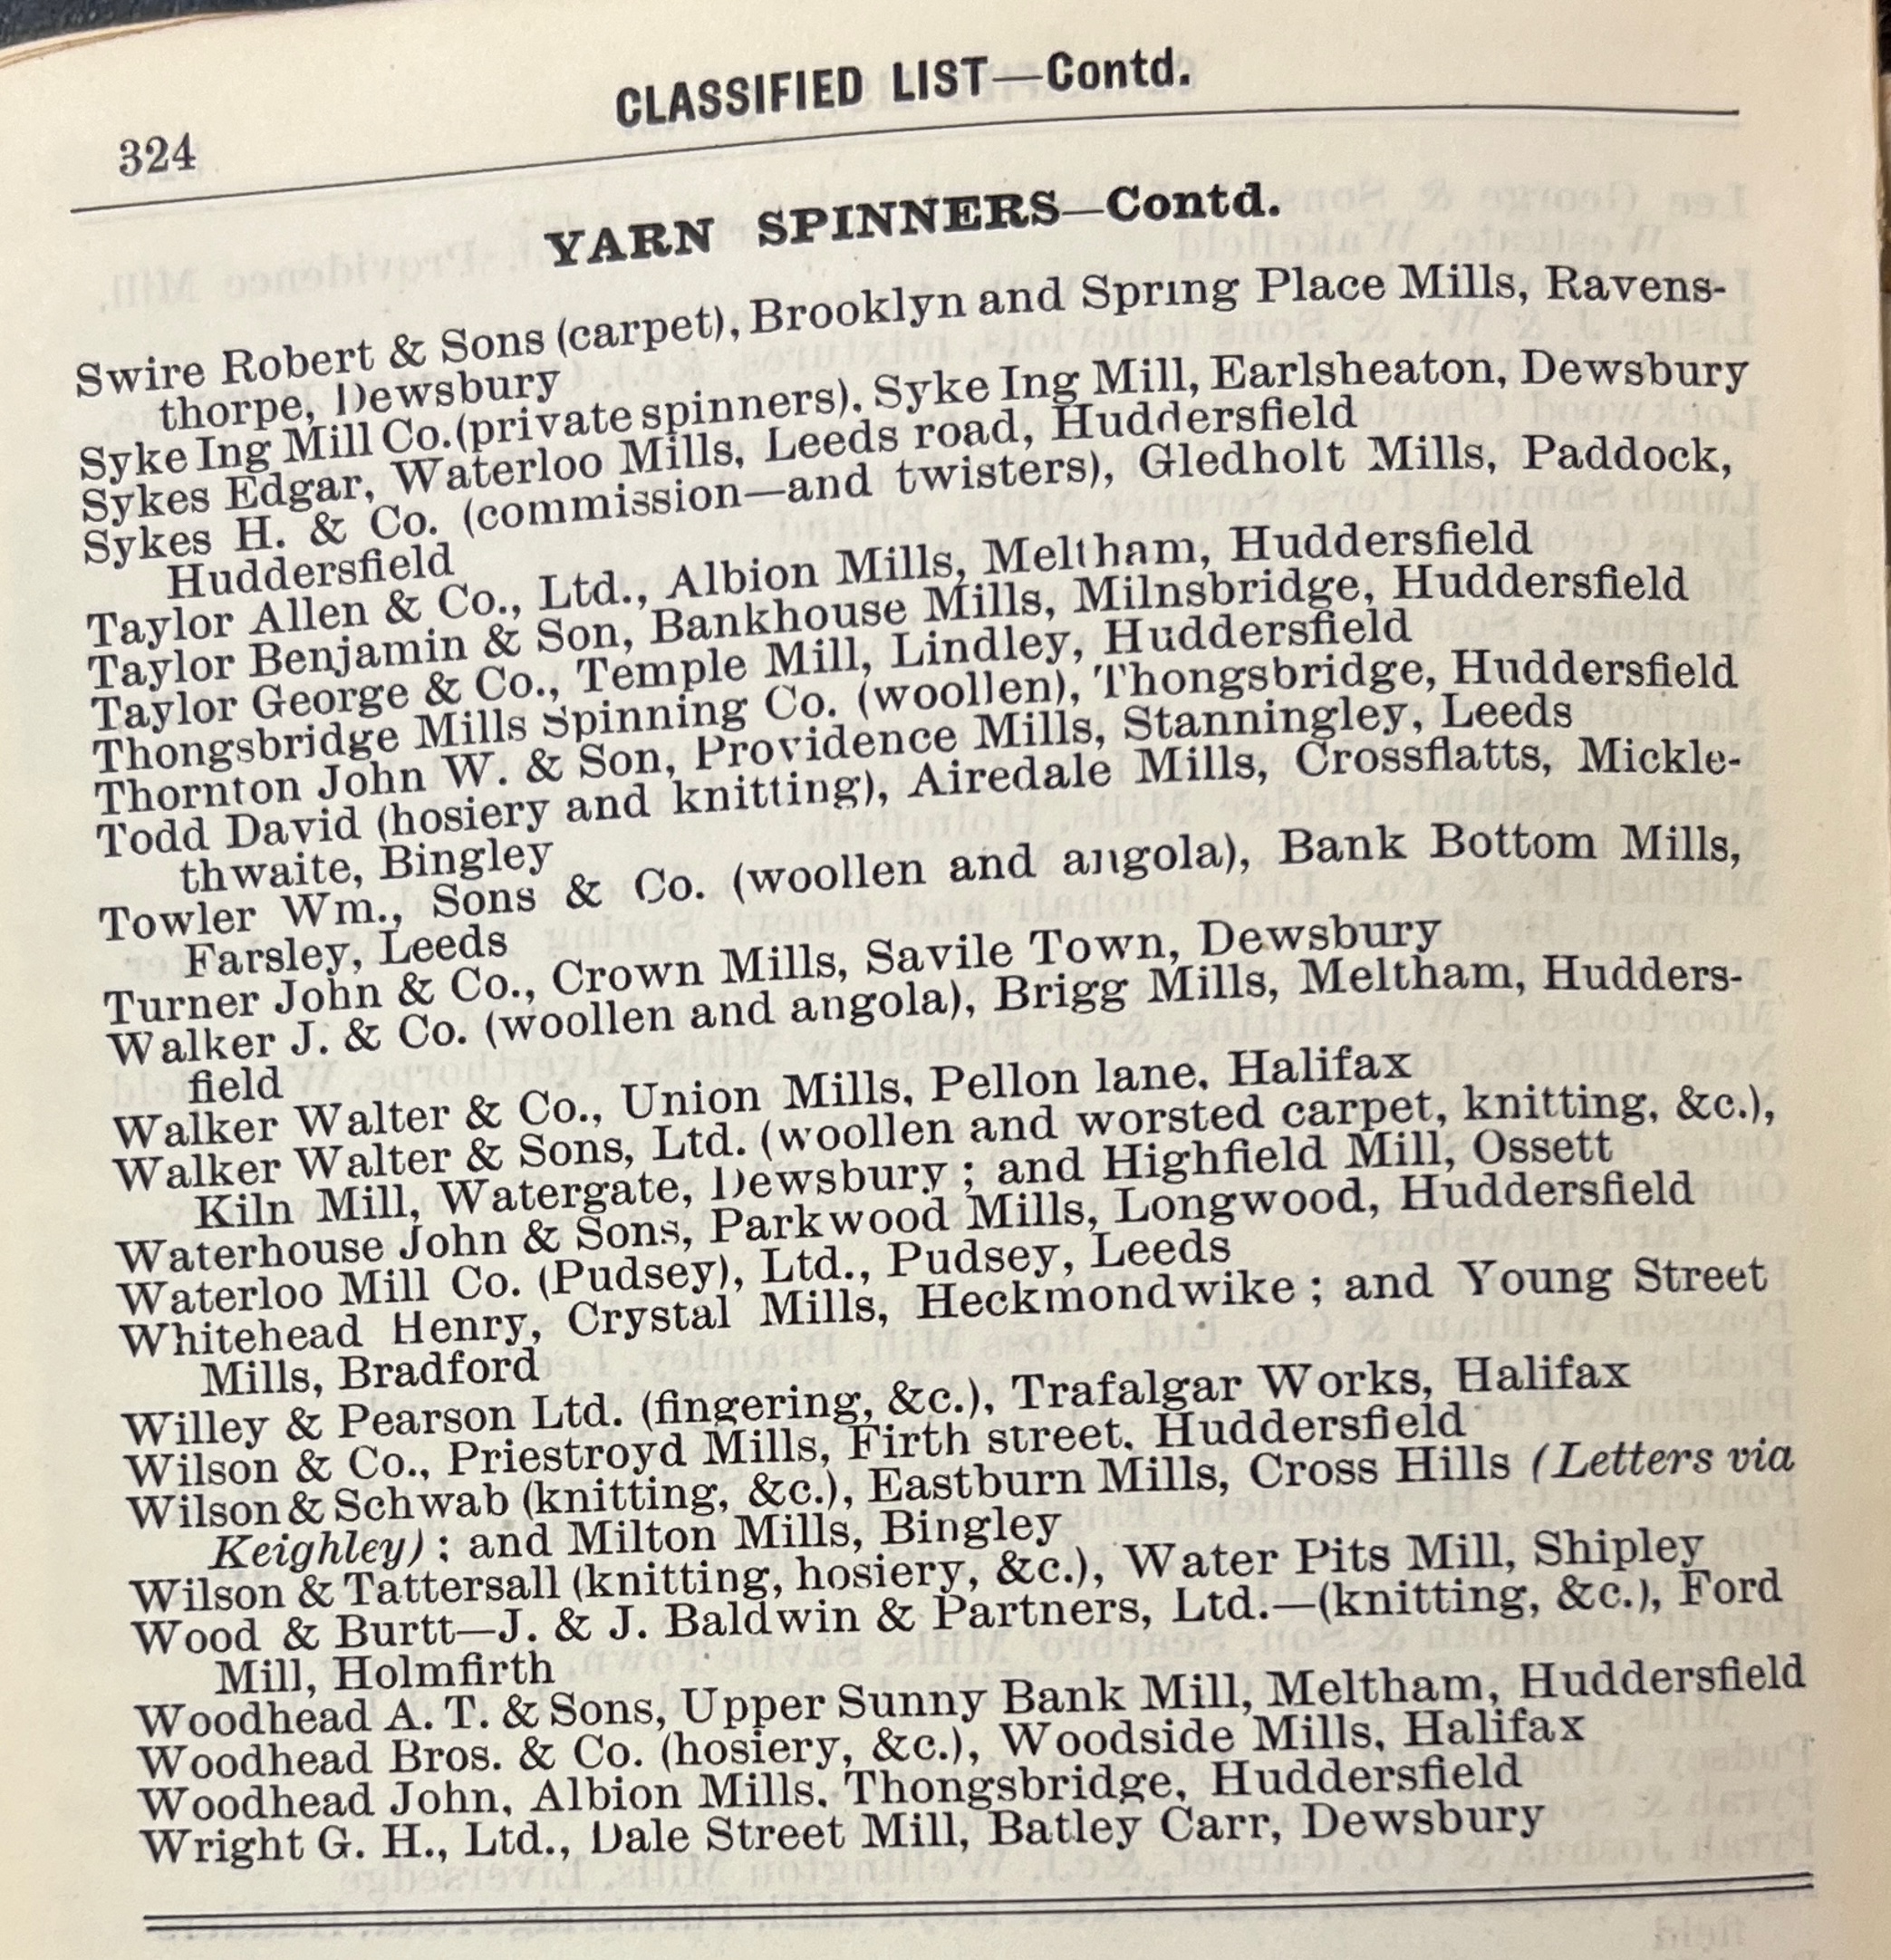 CLASSIFIED LIST—Contd.
324
YARN SPINNERS—Contd.
Swire Robert & Sons (carpet), Brooklyn and Spring Place Mills, Ravens-
thorpe, Dewsbury
Syke Ing Mill Co. (private spinners), Syke Ing Mill, Earlsheaton, Dewsbury
Sykes Edgar, Waterloo Mills, Leeds road, Huddersfield
Sykes H. & Co. (commission—and twisters), Gledholt Mills, Paddock,
Huddersfield
Taylor Allen & Co., Ltd., Albion Mills, Meltham, Huddersfield
Taylor Benjamin & Son, Bankhouse Mills, Milnsbridge, Huddersfield
Taylor George & Co., Temple Mill, Lindley, Huddersfield
Thongsbridge Mills Spinning Co. (woollen), Thongsbridge, Huddersfield
Thornton John W. & Son, Providence Mills, Stanningley, Leeds
Todd David (hosiery and knitting), Airedale Mills, Crossflatts, Mickle-
thwaite, Bingley
Towler Wm., Sons & Co. (woollen and angola), Bank Bottom Mills,
Farsley, Leeds
Turner John & Co., Crown Mills, Savile Town, Dewsbury
Walker J. & Co. (woollen and angola), Brigg Mills, Meltham, Hudders-
field
Walker Walter & Co., Union Mills, Pellon lane, Halifax
Walker Walter & Sons, Ltd. (woollen and worsted carpet, knitting, &c.),
Kiln Mill, Watergate, Dewsbury ; and Highfield Mill, Ossett
Waterhouse John & Sons, Parkwood Mills, Longwood, Huddersfield
Waterloo Mill Co. (Pudsey), Ltd., Pudsey, Leeds
Whitehead Henry, Crystal Mills, Heckmondwike ; and Young Street
Mills, Bradford
Willey & Pearson Ltd. (fingering, &c.), Trafalgar Works, Halifax
Wilson & Co., Priestroyd Mills, Firth street, Huddersfield
Wilson & Schwab (knitting, &c.), Eastburn Mills, Cross Hills (Letters via
Keighley) ; and Milton Mills, Bingley
Wilson & Tattersall (knitting, hosiery, &c.), Water Pits Mill, Shipley
Wood & Burtt—J. & J. Baldwin & Partners, Ltd.—(knitting, &c.), Ford
Mill, Holmfirth
Woodhead A. T. & Sons, Upper Sunny Bank Mill, Meltham, Huddersfield
Woodhead Bros. & Co. (hosiery, &c.), Woodside Mills, Halifax
Woodhead John, Albion Mills, Thongsbridge, Huddersfield
Wright G. H., Ltd., Dale Street Mill, Batley Carr, Dewsbury